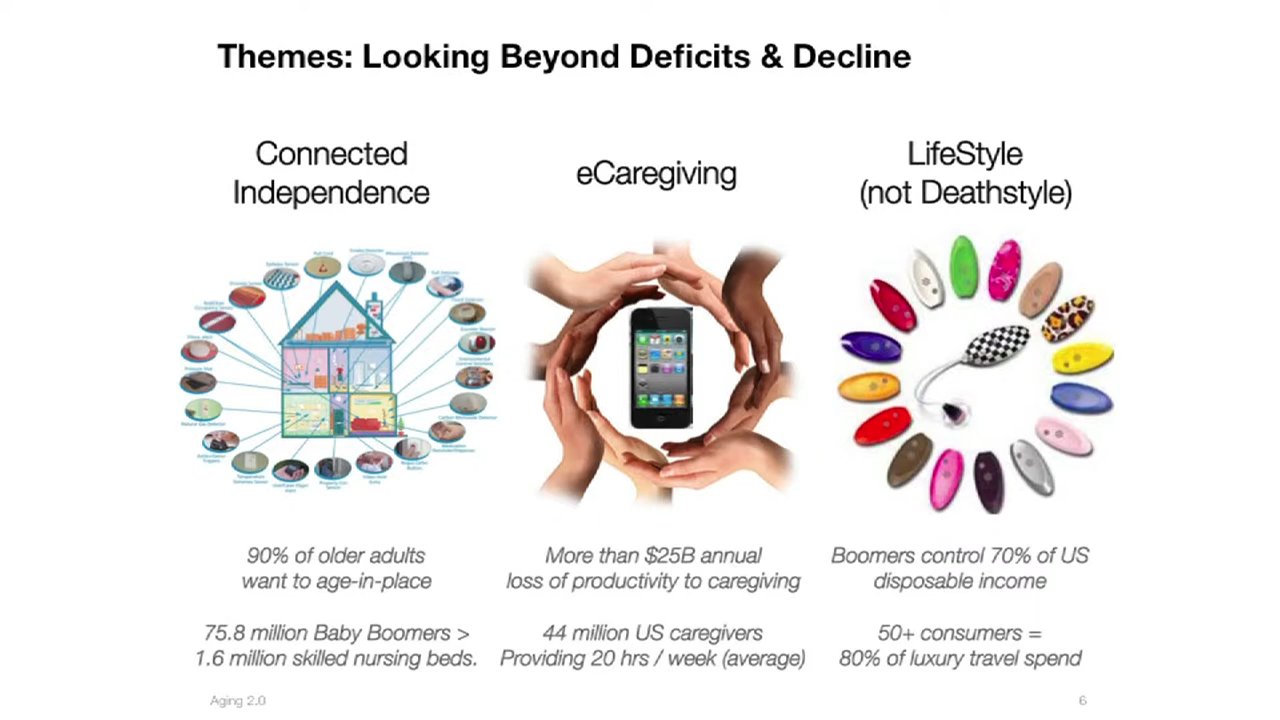 Themes: Looking Beyond Deficits & Decline
Connected
Independence
eCaregiving
LifeStyle
(not Deathstyle)
90% of older adults
want to age-in-place
75.8 million Baby Boomers >
1.6 million skilled nursing beds.
More than $25B annual
loss of productivity to caregiving
44 million US caregivers
Providing 20 hrs / week (average)
Boomers control 70% of US
disposable income
50+ consumers =
80% of luxury travel spend
Aging 2.0
6